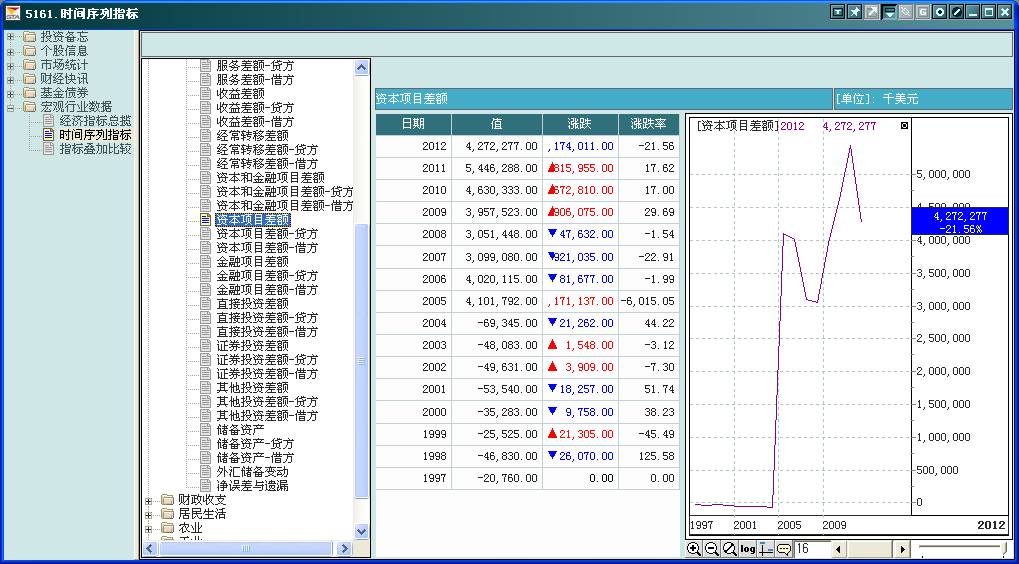 5161.时间序列指标
投资备忘
个股信息
市场统计
财经快讯
基金债券
宏观行业数据
经济指标总揽
时间序列指标
指标叠加比较
服务差额-贷方
服务差额-借方
收益差额
收益差额-贷方
收益差额-借方
经常转移差额
经常转移差额-贷方
经常转移差额-借方
资本和金融项目差额
资本和金融项目差额-贷方
资本和金融项目差额-借方
资本项目差额
资本项目差额-贷方
资本项目差额-借方
金融项目差额
金融项目差额-贷方
金融项目差额-借方
直接投资差额
直接投资差额-贷方
直接投资差额-借方
证券投资差额
证券投资差额-贷方
证券投资差额-借方
其他投资差额
其他投资差额-贷方
其他投资差额-借方
储备资产
储备资产-贷方
储备资产-借方
外汇储备变动
净误差与遗漏
财政收支
居民生活
农业
资本项目差额 [单位]: 千美元
日期 值 涨跌 涨跌率
2012 4,272,277.00 ,174,011.00 -21.56
2011 5,446,288.00 ▲815,955.00 17.62
2010 4,630,333.00 ▲672,810.00 17.00
2009 3,957,523.00 ▲906,075.00 29.69
2008 3,051,448.00 ▼47,632.00 -1.54
2007 3,099,080.00 ▼921,035.00 -22.91
2006 4,020,115.00 ▼81,677.00 -1.99
2005 4,101,792.00 ,171,137.00 -6,015.05
2004 -69,345.00 ▼21,262.00 44.22
2003 -48,083.00 ▲ 1,548.00 -3.12
2002 -49,631.00 ▲ 3,909.00 -7.30
2001 -53,540.00 ▼18,257.00 51.74
2000 -35,283.00 ▼ 9,758.00 38.23
1999 -25,525.00 ▲21,305.00 -45.49
1998 -46,830.00 ▼26,070.00 125.58
1997 -20,760.00 0.00 0.00
[资本项目差额]2012 4,272,277
5,000,000
4,500,000
4,272,277
-21.56%
4,000,000
3,500,000
3,000,000
2,500,000
2,000,000
1,500,000
1,000,000
500,000
0
1997 2001 2005 2009 2012
log 16